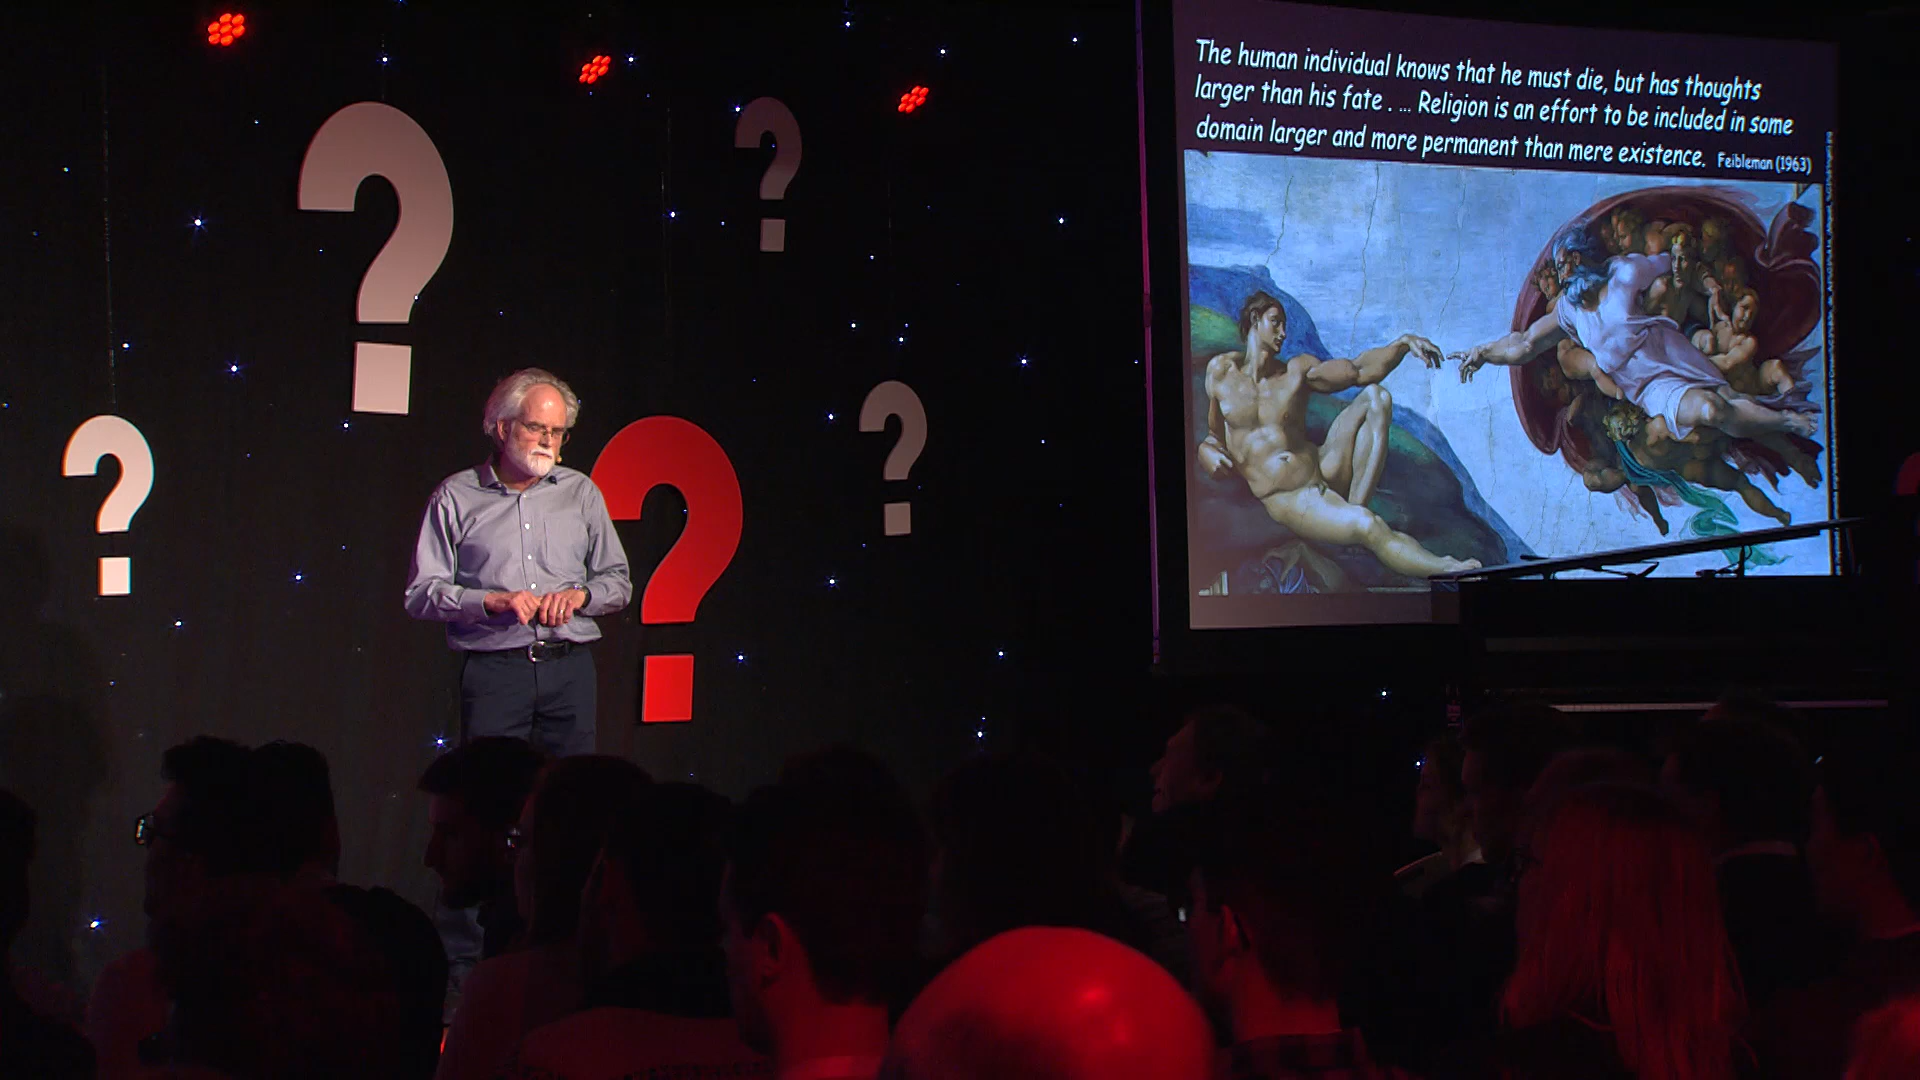 The human individual knows that he must die, but has thoughts
larger than his fate . ... Religion is an effort to be included in some
domain larger and more permanent than mere existence. Feibleman (1963)
?
?
?
?
?